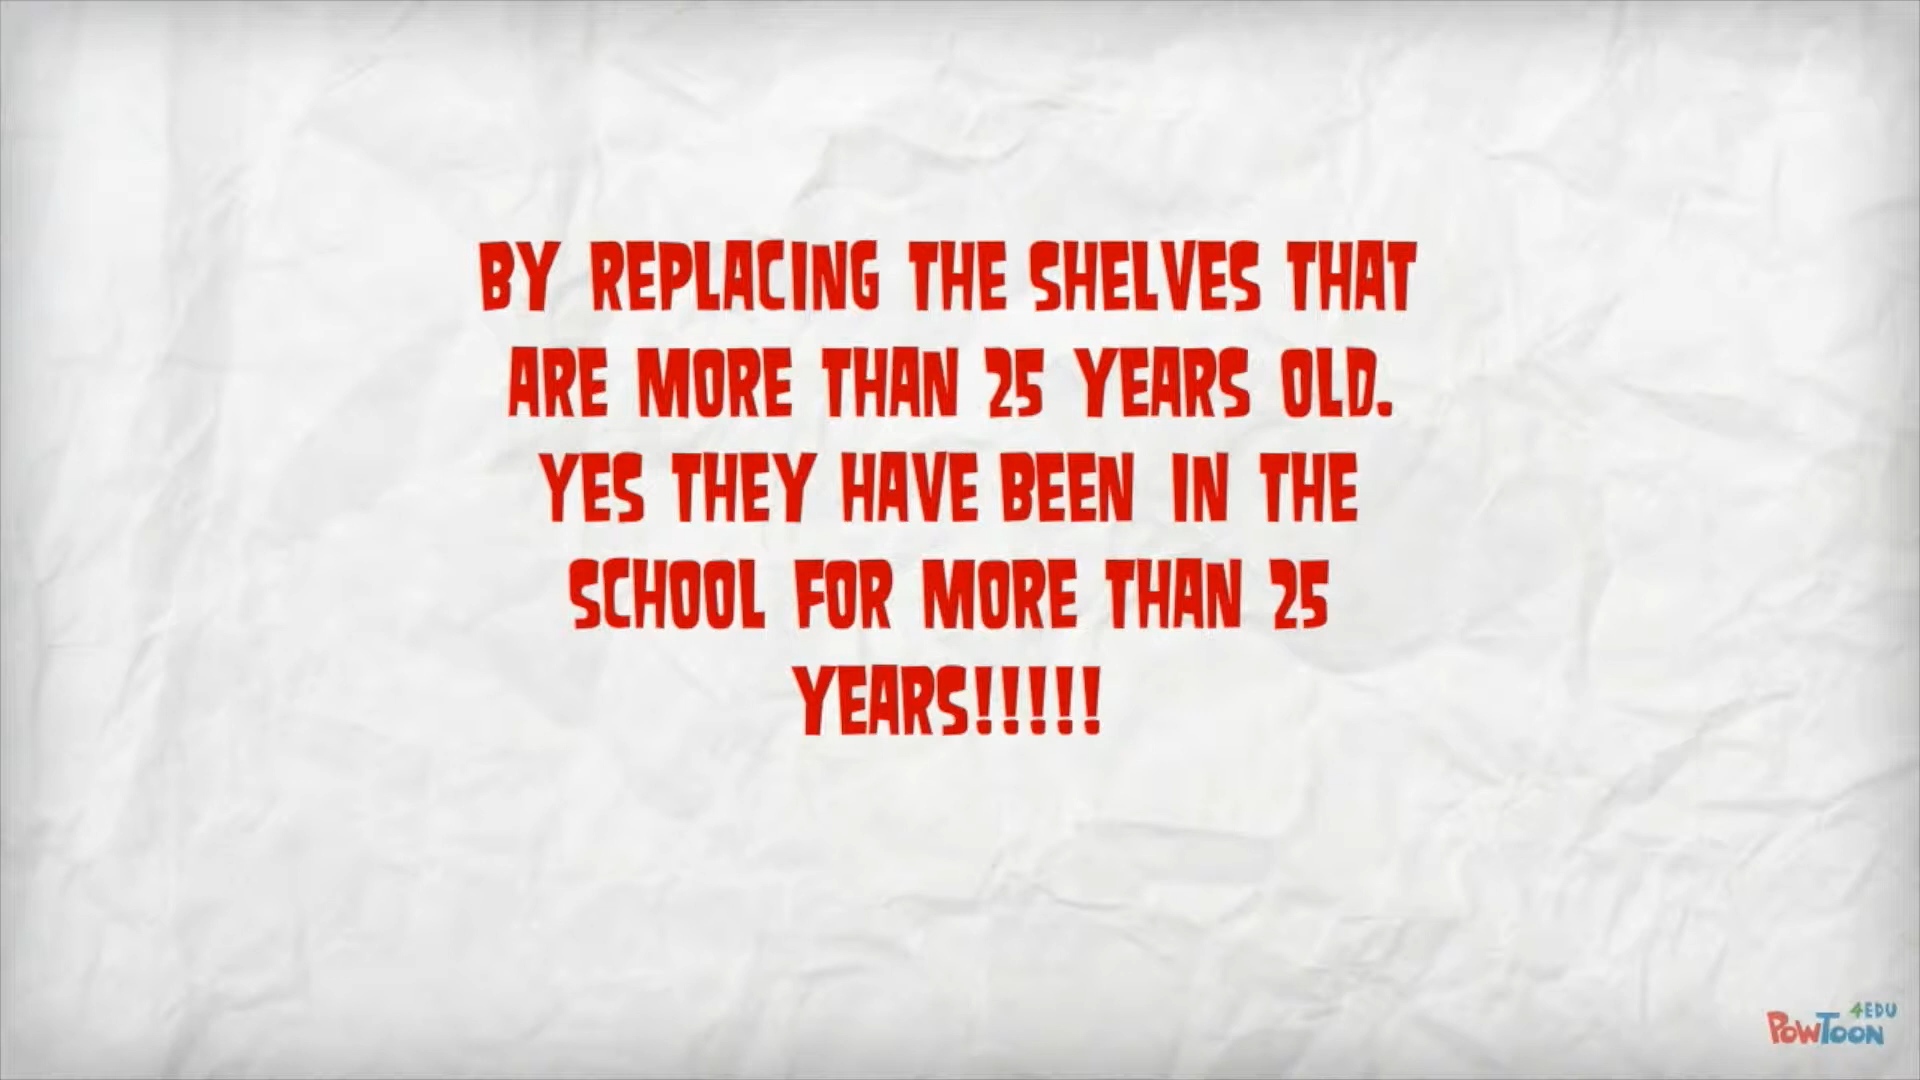 BY REPLACING THE SHELVES THAT
ARE MORE THAN 25 YEARS OLD.
YES THEY HAVE BEEN IN THE
SCHOOL FOR MORE THAN 25
YEARS!!!!!
4EDU
POWTOON